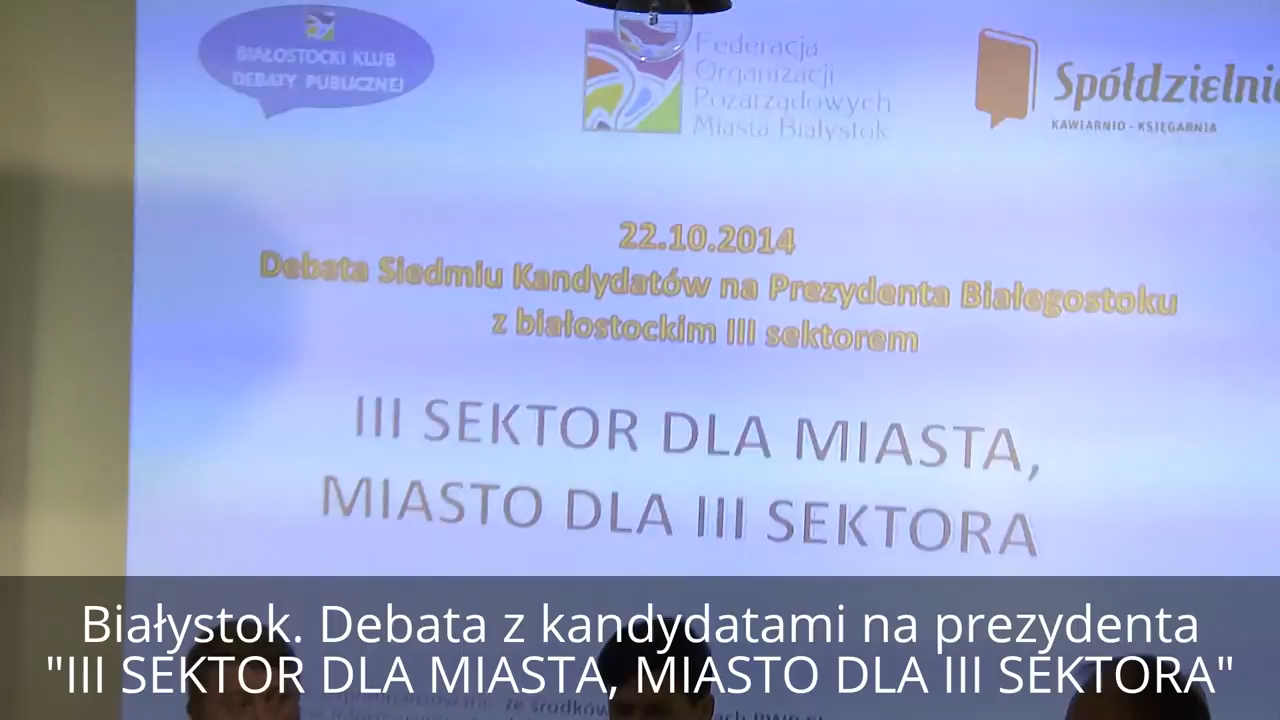 BIAŁOSTOCKI KLUB
DEBATY PUBLICZNEJ
Federacja
Organizacji
Pozarządowych
Miasta Białystok
Spółdzielnia
KAWIARNIO - KSIĘGARNIA
22.10.2014
Debata Siedmiu Kandydatów na Prezydenta Białegostoku
z białostockim III sektorem
III SEKTOR DLA MIASTA,
MIASTO DLA III SEKTORA
Białystok. Debata z kandydatami na prezydenta
"III SEKTOR DLA MIASTA, MIASTO DLA III SEKTORA"
ze środków